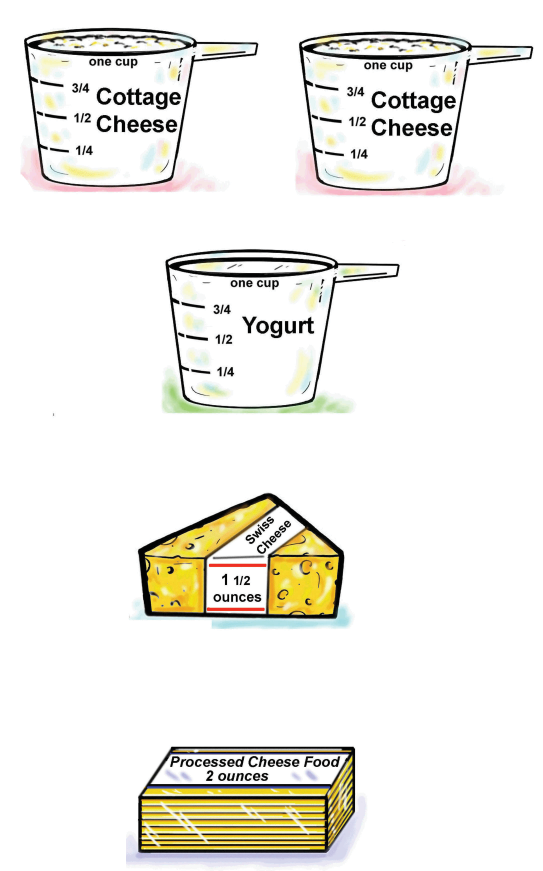 one cup
3/4
Cottage
Cheese
1/2
1/4
one cup
3/4
Cottage
Cheese
1/2
1/4
one cup
3/4
Yogurt
1/2
1/4
Swiss
Cheese
1 1/2
ounces
Processed Cheese Food
2 ounces